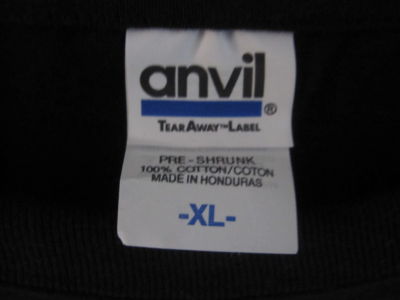 anvil
TEARAWAY™LABEL
PRE-SHRUNK
100% COTTON/COTON
MADE IN HONDURAS
-XL-